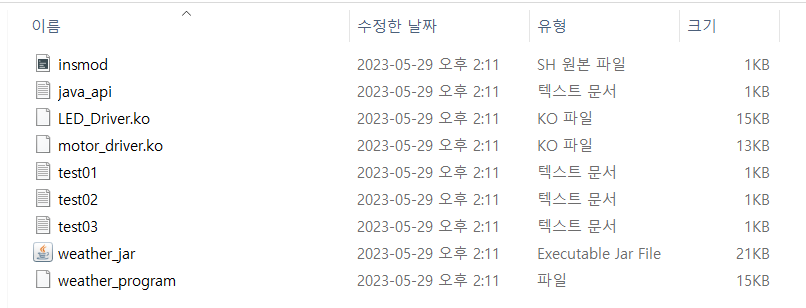 이름 수정한 날짜 유형 크기
insmod 2023-05-29 오후 2:11 SH 원본 파일 1KB
java_api 2023-05-29 오후 2:11 텍스트 문서 1KB
LED_Driver.ko 2023-05-29 오후 2:11 KO 파일 15KB
motor_driver.ko 2023-05-29 오후 2:11 KO 파일 13KB
test01 2023-05-29 오후 2:11 텍스트 문서 1KB
test02 2023-05-29 오후 2:11 텍스트 문서 1KB
test03 2023-05-29 오후 2:11 텍스트 문서 1KB
weather_jar 2023-05-29 오후 2:11 Executable Jar File 21KB
weather_program 2023-05-29 오후 2:11 파일 15KB